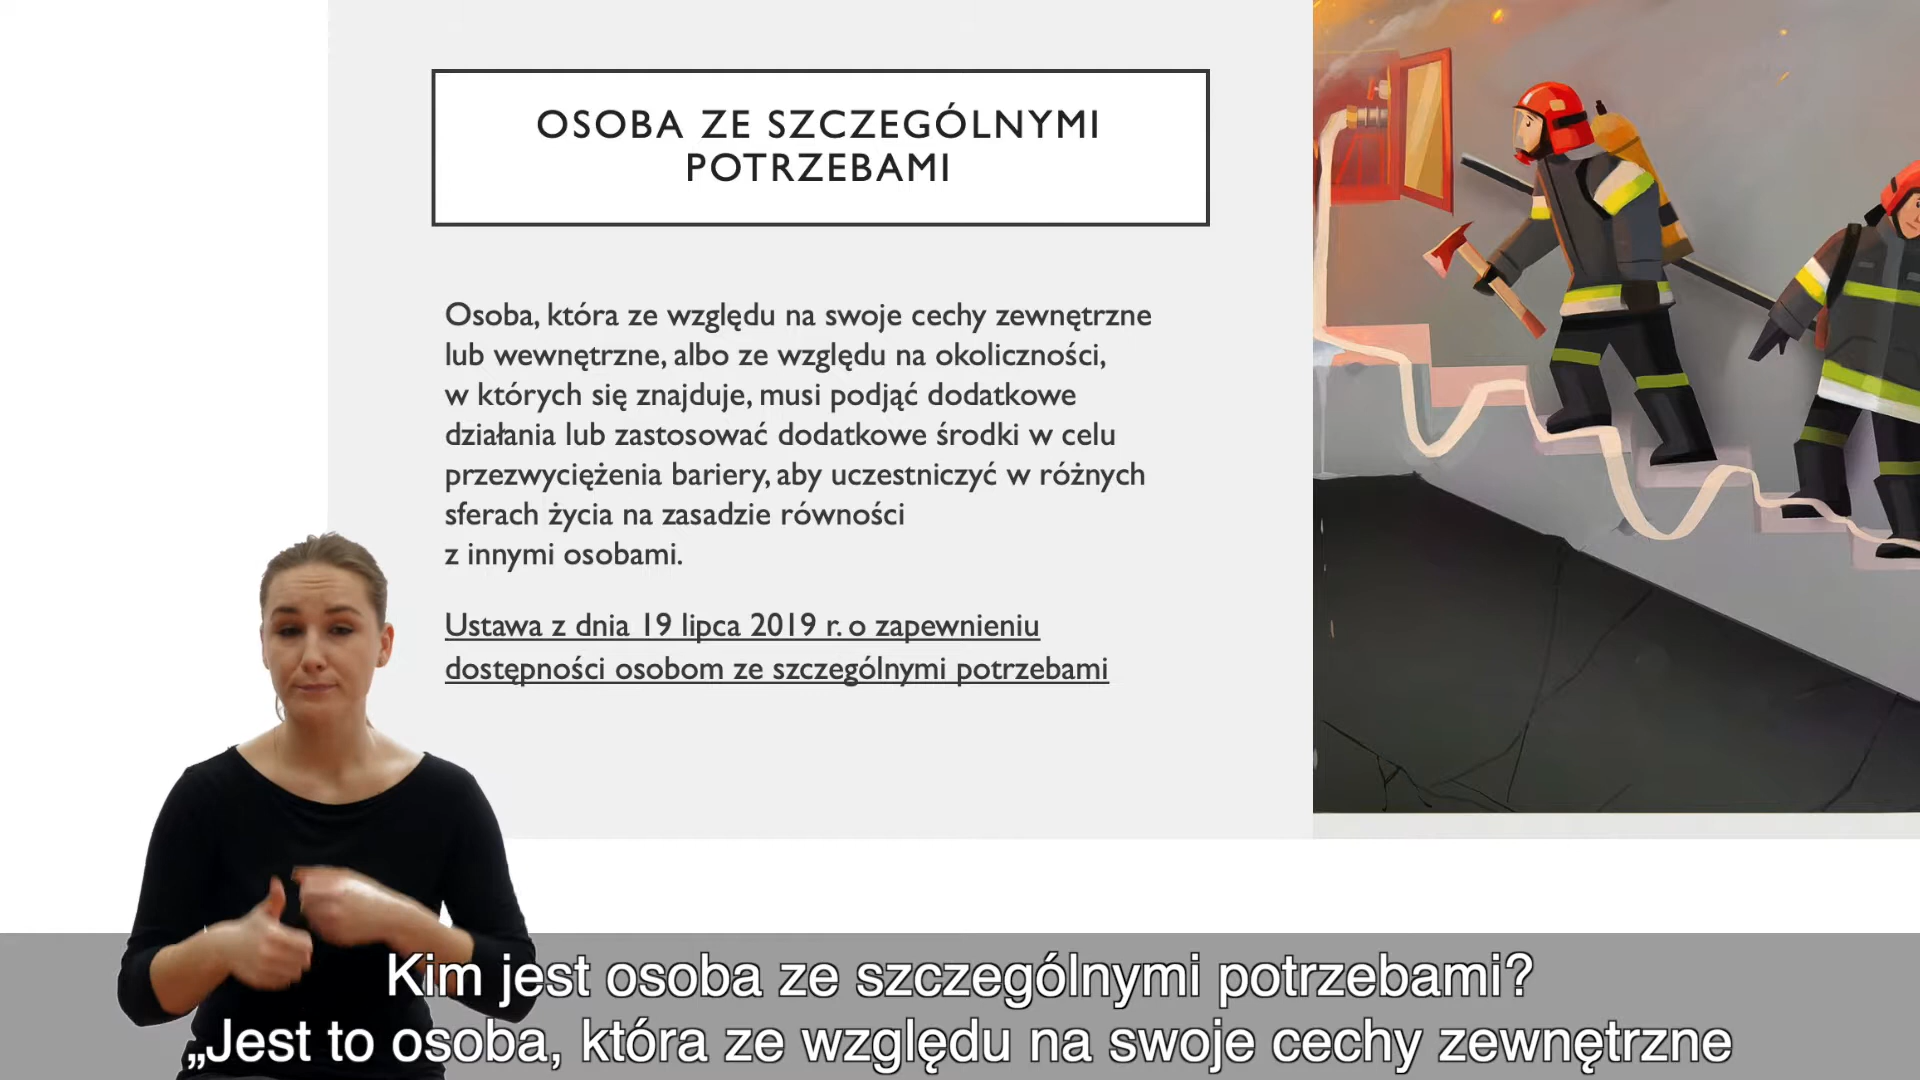 OSOBA ZE SZCZEGÓLNYMI
POTRZEBAMI
Osoba, która ze względu na swoje cechy zewnętrzne
lub wewnętrzne, albo ze względu na okoliczności,
w których się znajduje, musi podjąć dodatkowe
działania lub zastosować dodatkowe środki w celu
przezwyciężenia bariery, aby uczestniczyć w różnych
sferach życia na zasadzie równości
z innymi osobami.
Ustawa z dnia 19 lipca 2019 r. o zapewnieniu
dostępności osobom ze szczególnymi potrzebami
Kim jest osoba ze szczególnymi potrzebami?
„Jest to osoba, która ze względu na swoje cechy zewnętrzne